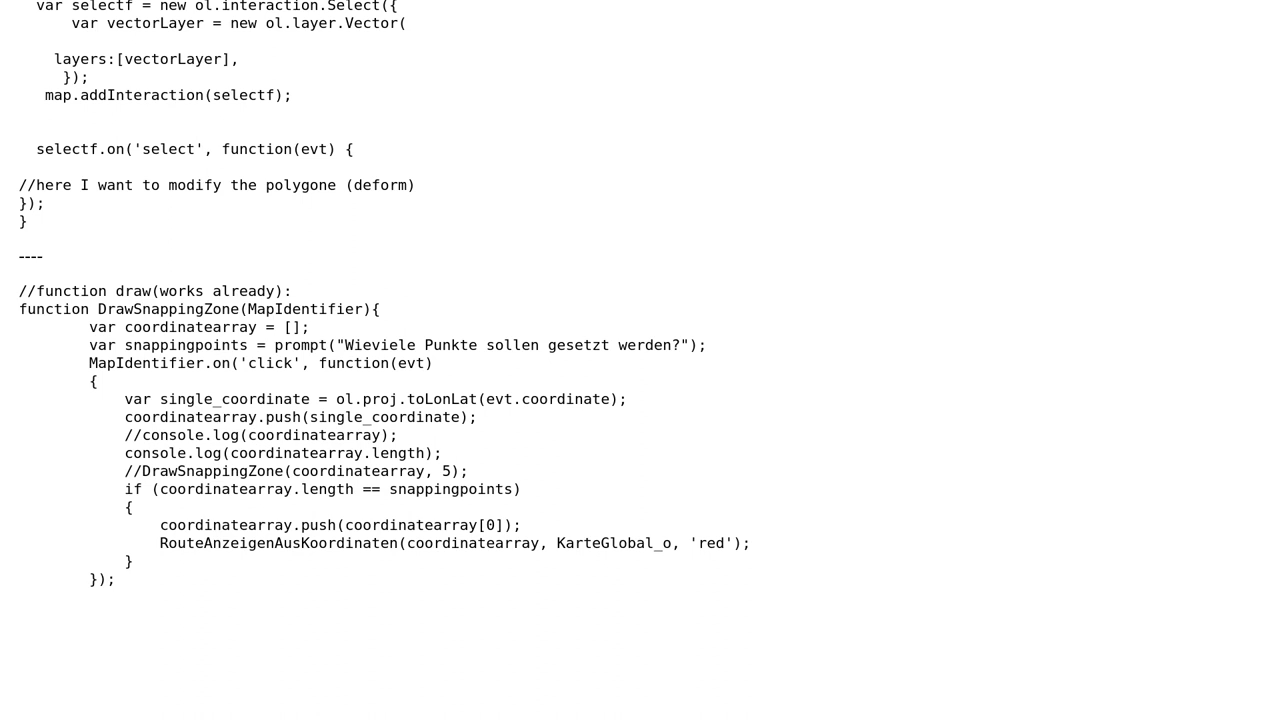 var selectf = new ol.interaction.Select({
var vectorLayer = new ol.layer.Vector(
layers:[vectorLayer],
});
map.addInteraction(selectf);
selectf.on('select', function(evt) {
//here I want to modify the polygone (deform)
});
}
----
//function draw(works already):
function DrawSnappingZone(MapIdentifier){
var coordinatearray = [];
var snappingpoints = prompt("Wieviele Punkte sollen gesetzt werden?");
MapIdentifier.on('click', function(evt)
{
var single_coordinate = ol.proj.toLonLat(evt.coordinate);
coordinatearray.push(single_coordinate);
//console.log(coordinatearray);
console.log(coordinatearray.length);
//DrawSnappingZone(coordinatearray, 5);
if (coordinatearray.length == snappingpoints)
{
coordinatearray.push(coordinatearray[0]);
RouteAnzeigenAusKoordinaten(coordinatearray, KarteGlobal_o, 'red');
}
});